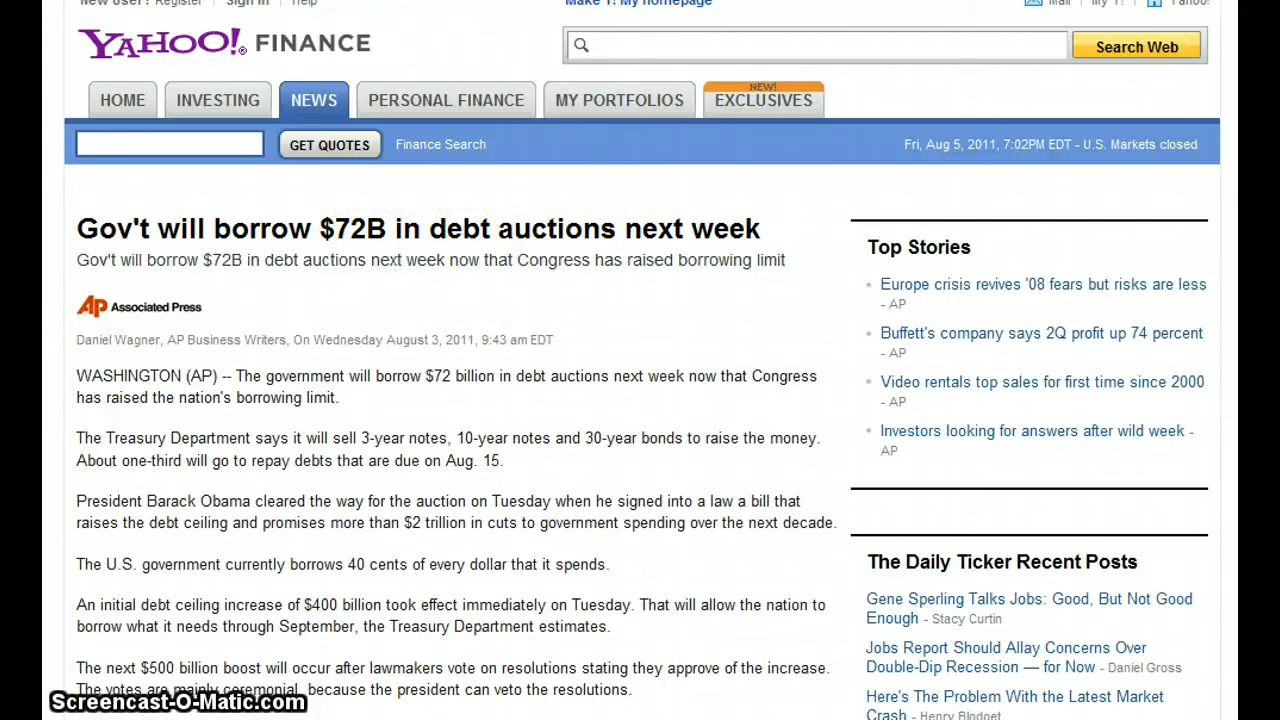 New user? Register Sign In Help Make Y! My Homepage Mail My Y! Yahoo!
YAHOO! FINANCE
Search Web
HOME INVESTING NEWS PERSONAL FINANCE MY PORTFOLIOS NEW! EXCLUSIVES
GET QUOTES Finance Search Fri, Aug 5, 2011, 7:02PM EDT - U.S. Markets closed
Gov't will borrow $72B in debt auctions next week
Gov't will borrow $72B in debt auctions next week now that Congress has raised borrowing limit
AP Associated Press
Daniel Wagner, AP Business Writers, On Wednesday August 3, 2011, 9:43 am EDT
WASHINGTON (AP) -- The government will borrow $72 billion in debt auctions next week now that Congress
has raised the nation's borrowing limit.
The Treasury Department says it will sell 3-year notes, 10-year notes and 30-year bonds to raise the money.
About one-third will go to repay debts that are due on Aug. 15.
President Barack Obama cleared the way for the auction on Tuesday when he signed into a law a bill that
raises the debt ceiling and promises more than $2 trillion in cuts to government spending over the next decade.
The U.S. government currently borrows 40 cents of every dollar that it spends.
An initial debt ceiling increase of $400 billion took effect immediately on Tuesday. That will allow the nation to
borrow what it needs through September, the Treasury Department estimates.
The next $500 billion boost will occur after lawmakers vote on resolutions stating they approve of the increase.
The votes are mainly ceremonial, because the president can veto the resolutions.
Top Stories
Europe crisis revives '08 fears but risks are less
- AP
Buffett's company says 2Q profit up 74 percent
- AP
Video rentals top sales for first time since 2000
- AP
Investors looking for answers after wild week -
AP
The Daily Ticker Recent Posts
Gene Sperling Talks Jobs: Good, But Not Good
Enough - Stacy Curtin
Jobs Report Should Allay Concerns Over
Double-Dip Recession — for Now - Daniel Gross
Here's The Problem With the Latest Market
Crash - Henry Blodget
Screencast-O-Matic.com